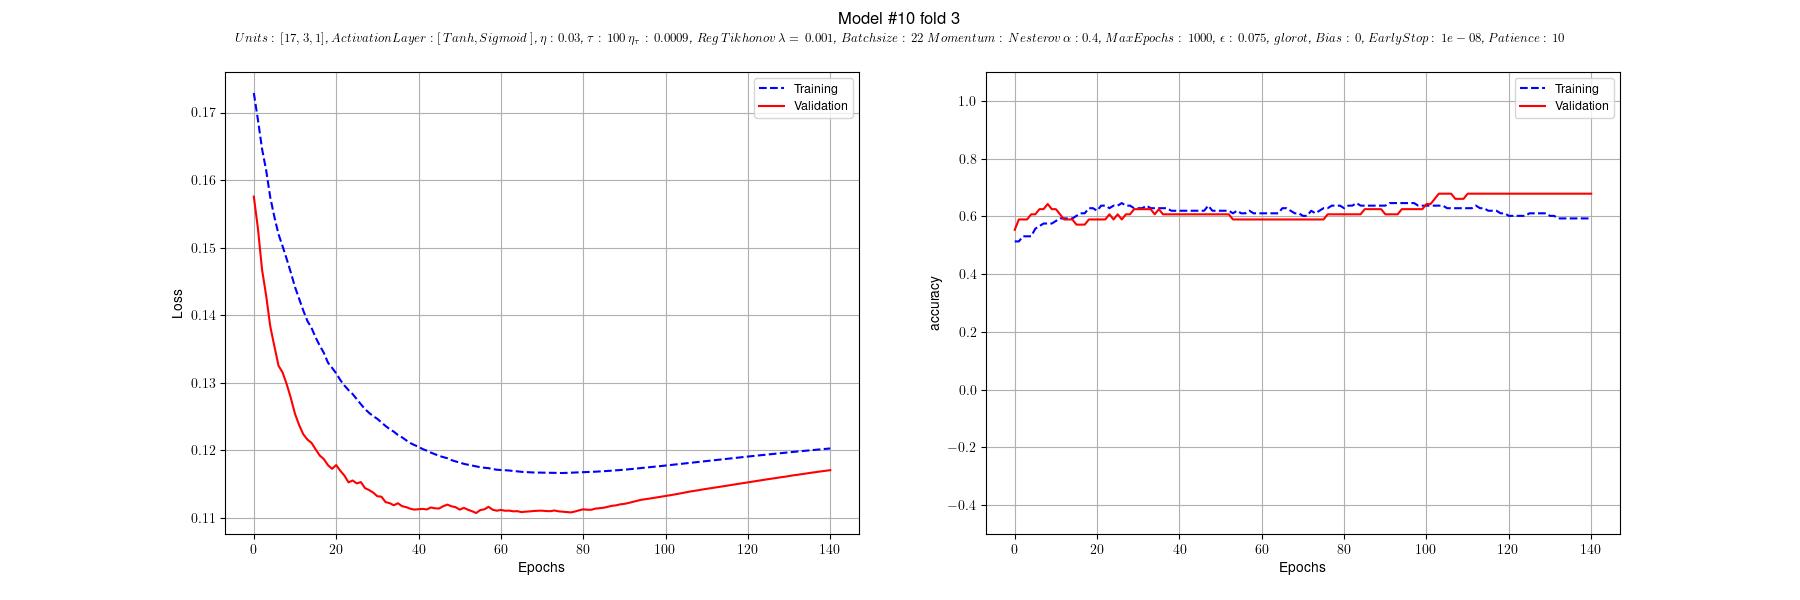 Model #10 fold 3
Units : [17, 3, 1], ActivationLayer : [ Tanh, Sigmoid ], η : 0.03, τ : 100 ητ : 0.0009, Reg Tikhonov λ = 0.001, Batchsize : 22 Momentum : Nesterov α : 0.4, MaxEpochs : 1000, ϵ : 0.075, glorot, Bias : 0, EarlyStop : 1e − 08, Patience : 10
Training
Validation
0.17
0.16
0.15
0.14
0.13
0.12
0.11
Loss
0 20 40 60 80 100 120 140
Epochs
Training
Validation
1.0
0.8
0.6
0.4
0.2
0.0
−0.2
−0.4
accuracy
0 20 40 60 80 100 120 140
Epochs